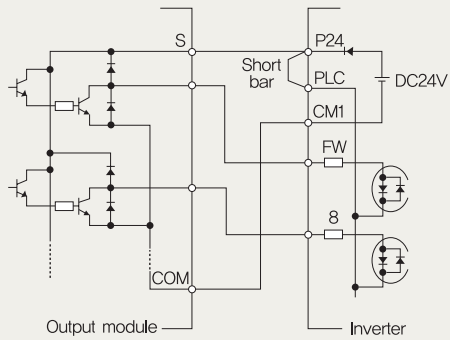 S
P24
Short
bar
PLC
DC24V
CM1
FW
8
COM
Output module
Inverter